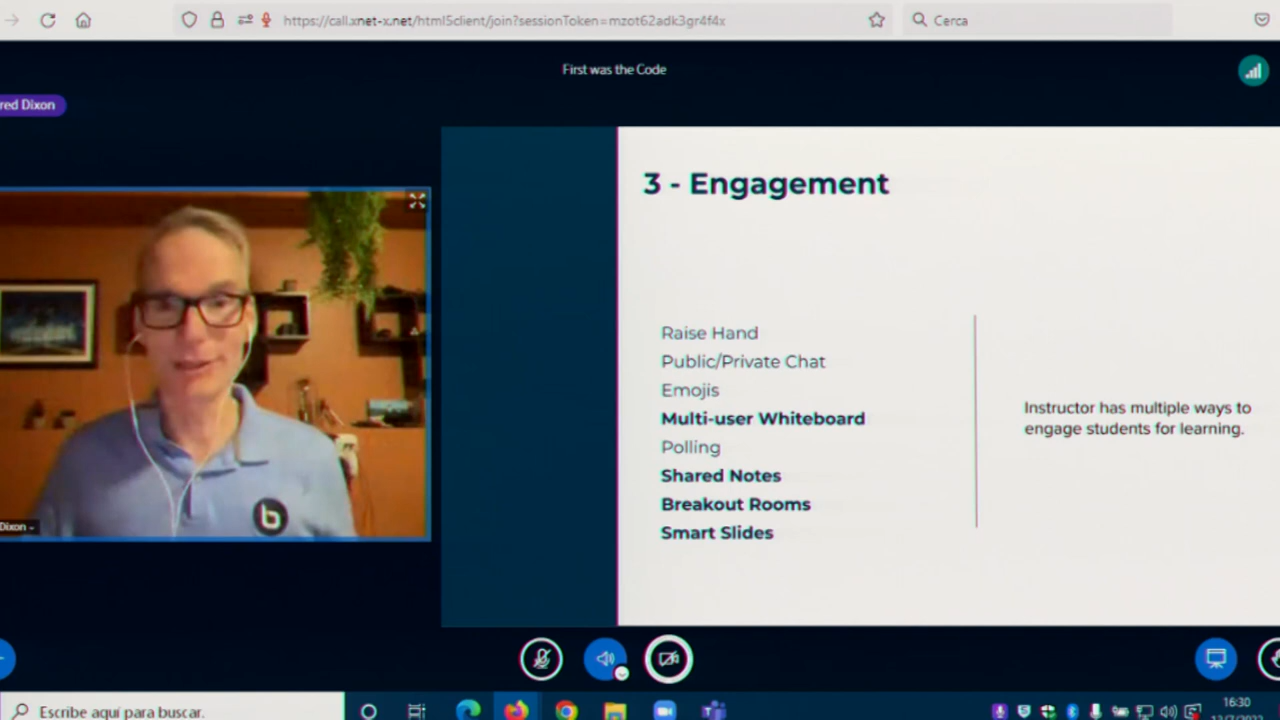 https://call.xnet-x.net/html5client/join?sessionToken=mzot62adk3gr4f4x
Cerca
First was the Code
red Dixon
3 - Engagement
Raise Hand
Public/Private Chat
Emojis
Multi-user Whiteboard
Polling
Shared Notes
Breakout Rooms
Smart Slides
Instructor has multiple ways to
engage students for learning.
b
Dixon
Escribe aquí para buscar.
16:30